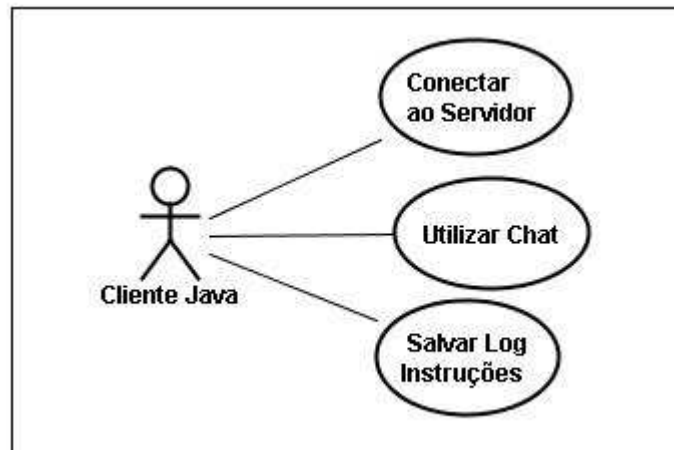 Conectar
ao Servidor
Utilizar Chat
Cliente Java
Salvar Log
Instruções